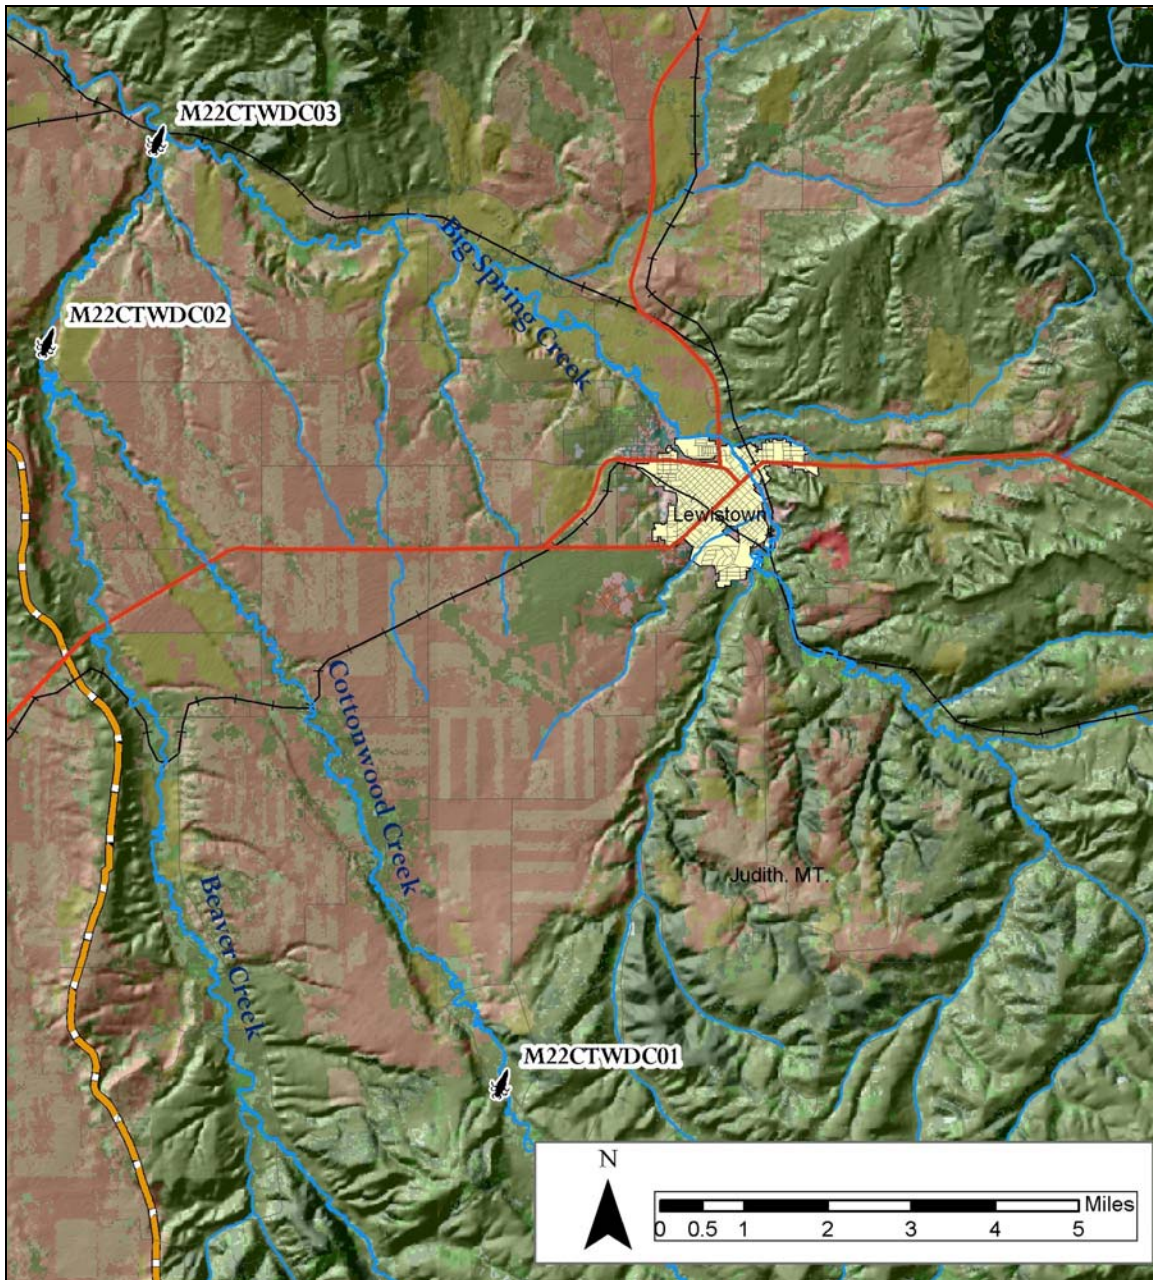 M22CTWDC03
Big Spring Creek
M22CTWDC02
Lewistown
Cottonwood Creek
Judith. MT.
Beaver Creek
M22CTWDC01
N
Miles
0 0.5 1 2 3 4 5